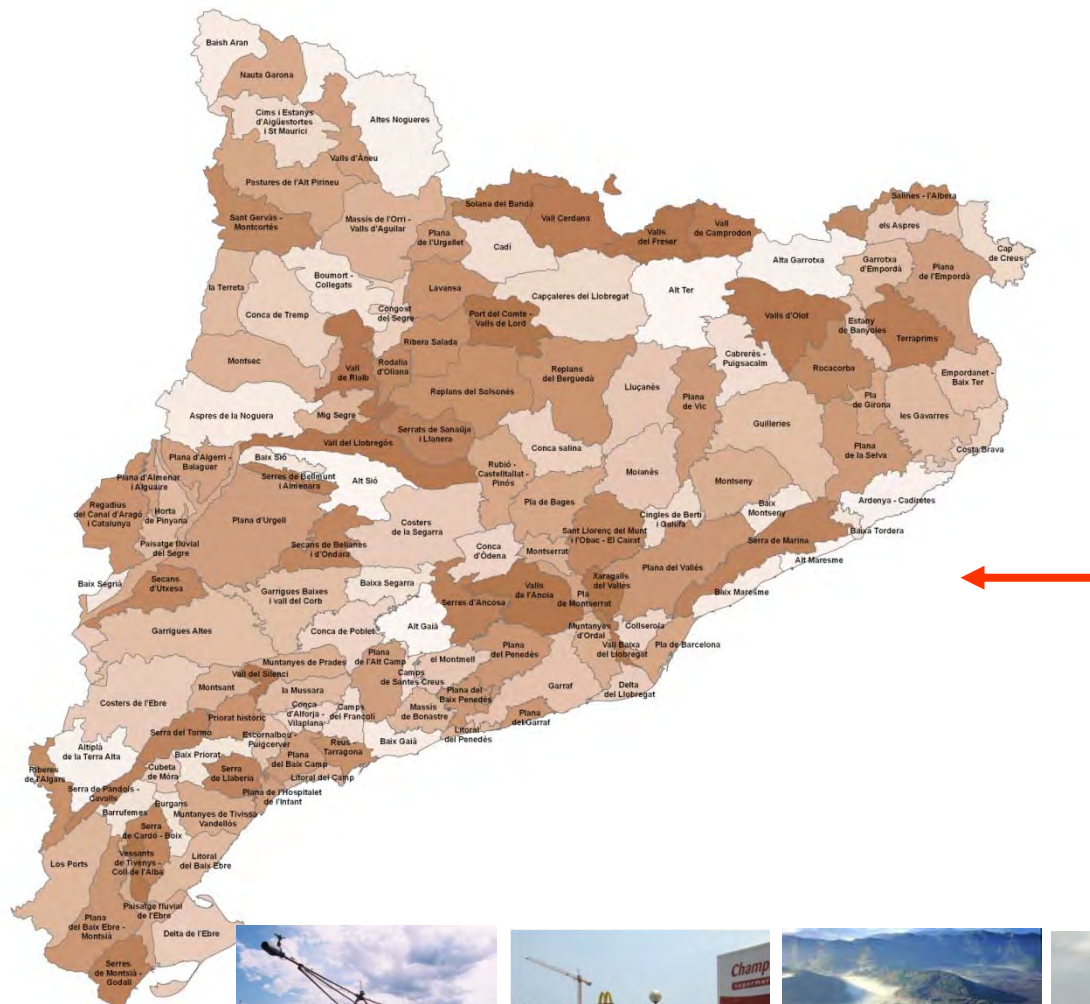 Baish Aran
Nauta Garona
Cims i Estanys
d'Aigüestortes
i St Maurici
Altes Nogueres
Valls d'Àneu
Pastures de l'Alt Pirineu
Sant Gervàs -
Montcortès
Massís de l'Orri -
Valls d'Aguilar
Plana
de l'Urgellet
Solana del Bandà
Vall Cerdana
Cadí
Valls
del Freser
Vall
de Camprodon
Salines - l'Albera
els Aspres
Cap
de Creus
Alta Garrotxa
Garrotxa
d'Empordà
Plana
de l'Empordà
la Terreta
Boumort -
Collegats
Conca de Tremp
Congost
del Segre
Lavansa
Capçaleres del Llobregat
Alt Ter
Port del Comte -
Valls de Lord
Valls d'Olot
Estany
de Banyoles
Terraprims
Montsec
Vall
de Rialb
Rodalia
d'Oliana
Ribera Salada
Replans
del Berguedà
Lluçanès
Cabrerès -
Puigsacalm
Rocacorba
Empordanet -
Baix Ter
Replans del Solsonès
Plana
de Vic
Pla
de Girona
les Gavarres
Aspres de la Noguera
Mig Segre
Guilleries
Serrats de Sanaüja
i Llanera
Vall del Llobregós
Conca salina
Plana
de la Selva
Costa Brava
Plana d'Algerri -
Balaguer
Baix Sió
Plana d'Almenar
i Alguaire
Serres de Bellmunt
i Almenara
Alt Sió
Rubió -
Castelltallat -
Pinós
Moianès
Montseny
Ardenya - Cadiretes
Regadius
del Canal d'Aragó
i Catalunya
Horta
de Pinyana
Plana d'Urgell
Pla de Bages
Cingles de Bertí
i Gallifa
Baix
Montseny
Baixa Tordera
Costers
de la Segarra
Sant Llorenç del Munt
i l'Obac - El Cairat
Serra de Marina
Paisatge fluvial
del Segre
Secans de Belianes
i d'Ondara
Conca
d'Òdena
Montserrat
Plana del Vallès
Alt Maresme
Baix Segrià
Secans
d'Utxesa
Garrigues Baixes
i vall del Corb
Baixa Segarra
Valls
de l'Anoia
Xaragalls
del Vallès
Pla
de Montserrat
Baix Maresme
Serres d'Ancosa
Garrigues Altes
Conca de Poblet
Alt Gaià
Muntanyes
d'Ordal
Collserola
Vall Baixa
del Llobregat
Pla de Barcelona
Muntanyes de Prades
Plana
de l'Alt Camp
el Montmell
Plana
del Penedès
Vall del Silenci
Camps
de Santes Creus
Garraf
Delta
del Llobregat
Costers de l'Ebre
Montsant
la Mussara
Plana del
Baix Penedès
Priorat històric
Conca
d'Alforja -
Vilaplana
Camps
del Francolí
Massís
de Bonastre
Plana
del Garraf
Serra del Tormo
Escornalbou -
Puigcerver
Litoral
del Penedès
Altiplà
de la Terra Alta
Baix Priorat
Reus -
Tarragona
Baix Gaià
Riberes
de l'Algars
Cubeta
de Móra
Serra
de Llaberia
Plana
del Baix Camp
Litoral del Camp
Serra de Pàndols -
Cavalls
Plana de l'Hospitalet
de l'Infant
Barrufemes
Burgans
Muntanyes de Tivissa
Vandellòs
Serra
de Cardó - Boix
Los Ports
Vessants
de Tivenys -
Coll de l'Alba
Litoral
del Baix Ebre
Plana
del Baix Ebre -
Montsià
Paisatge fluvial
de l'Ebre
Delta de l'Ebre
Serres
de Montsià -
Godall
Champ